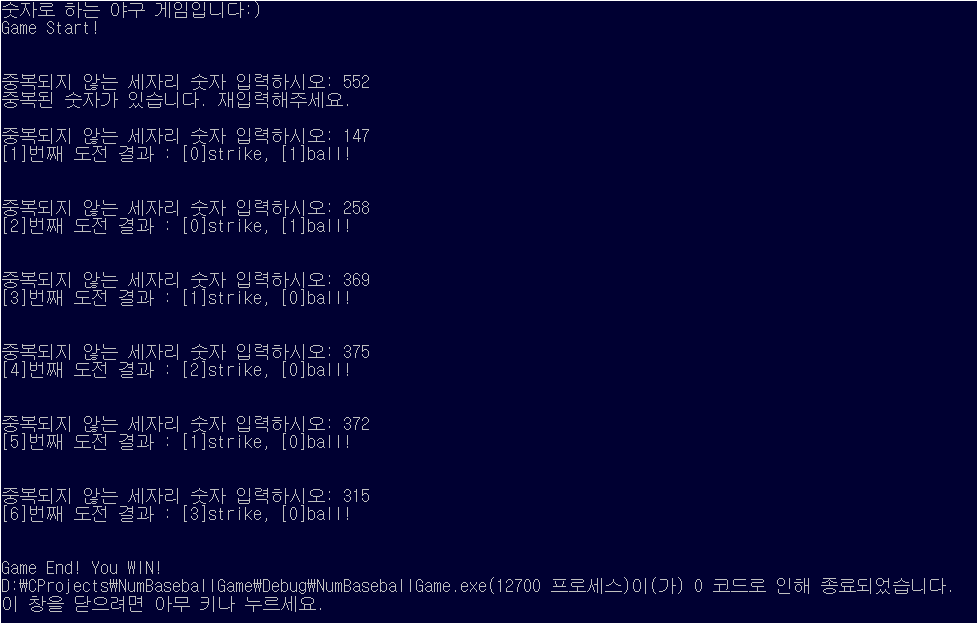 숫자로 하는 야구 게임입니다:)
Game Start!
중복되지 않는 세자리 숫자 입력하시오: 552
중복된 숫자가 있습니다. 재입력해주세요.
중복되지 않는 세자리 숫자 입력하시오: 147
[1]번째 도전 결과 : [0]strike, [1]ball!
중복되지 않는 세자리 숫자 입력하시오: 258
[2]번째 도전 결과 : [0]strike, [1]ball!
중복되지 않는 세자리 숫자 입력하시오: 369
[3]번째 도전 결과 : [1]strike, [0]ball!
중복되지 않는 세자리 숫자 입력하시오: 375
[4]번째 도전 결과 : [2]strike, [0]ball!
중복되지 않는 세자리 숫자 입력하시오: 372
[5]번째 도전 결과 : [1]strike, [0]ball!
중복되지 않는 세자리 숫자 입력하시오: 315
[6]번째 도전 결과 : [3]strike, [0]ball!
Game End! You WIN!
D:₩CProjects₩NumBaseballGame₩Debug₩NumBaseballGame.exe(12700 프로세스)이(가) 0 코드로 인해 종료되었습니다.
이 창을 닫으려면 아무 키나 누르세요.